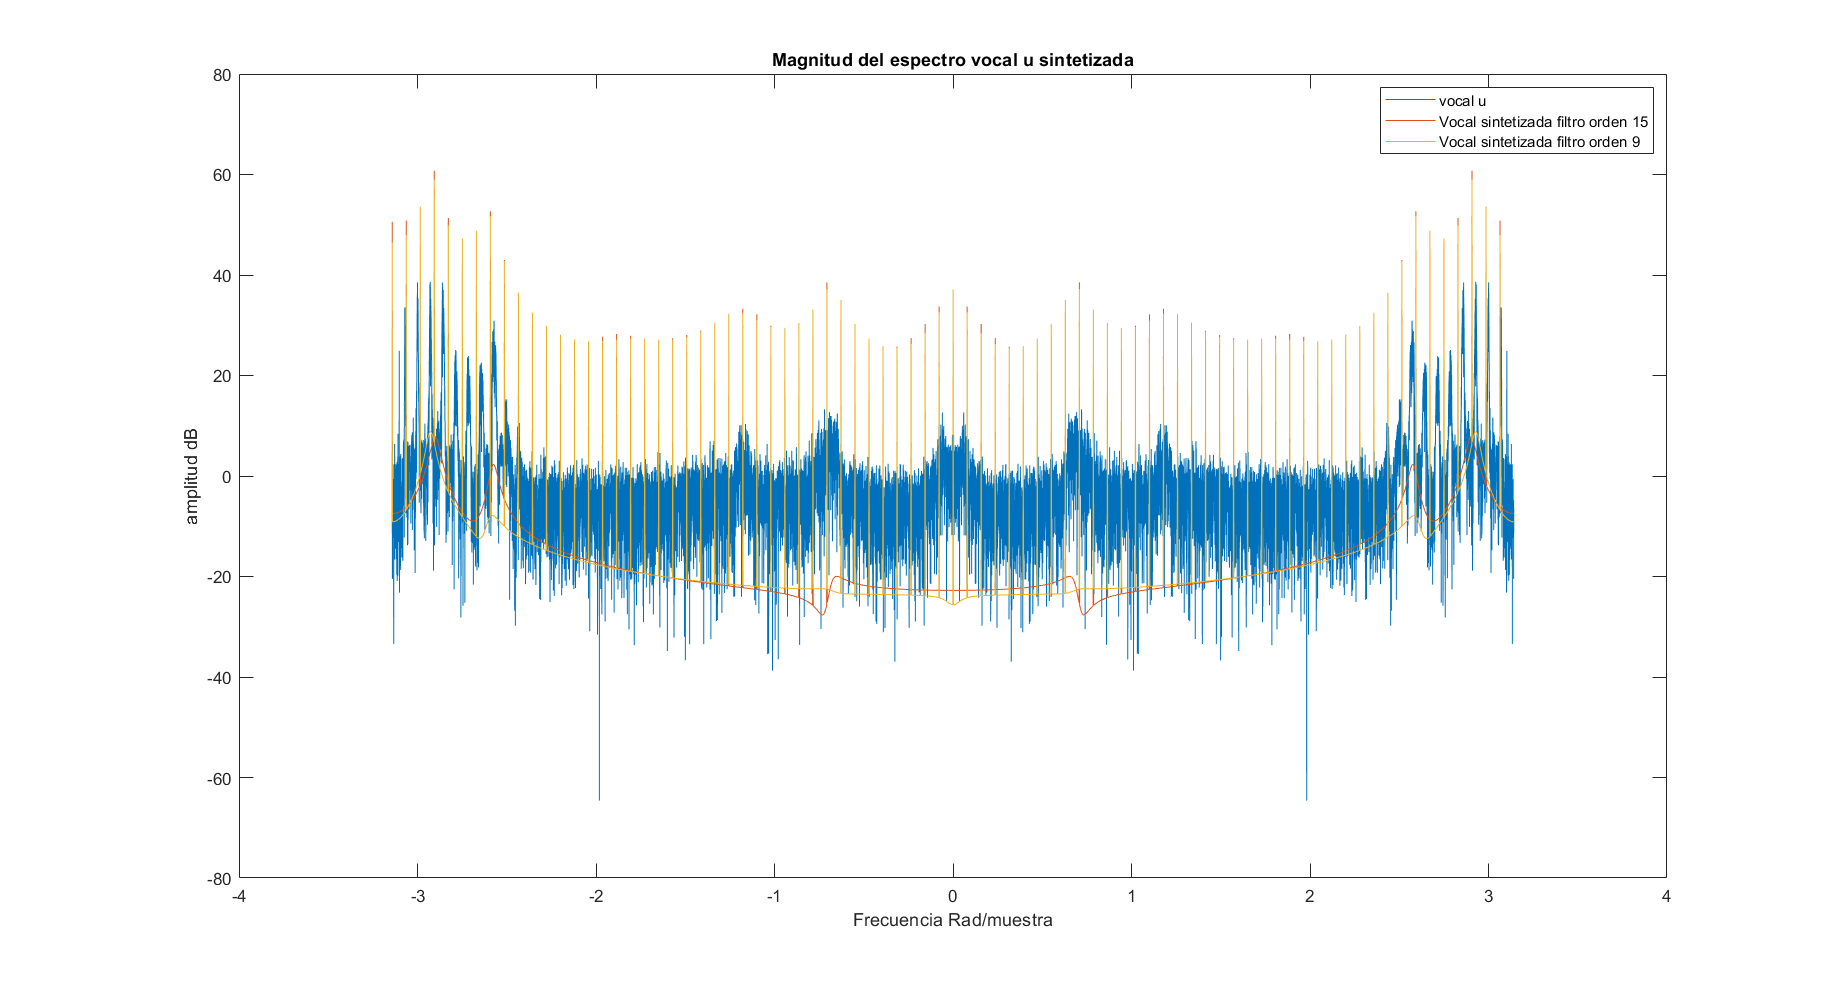 Magnitud del espectro vocal u sintetizada
vocal u
Vocal sintetizada filtro orden 15
Vocal sintetizada filtro orden 9
80
60
40
20
0
-20
-40
-60
-80
amplitud dB
-4 -3 -2 -1 0 1 2 3 4
Frecuencia Rad/muestra